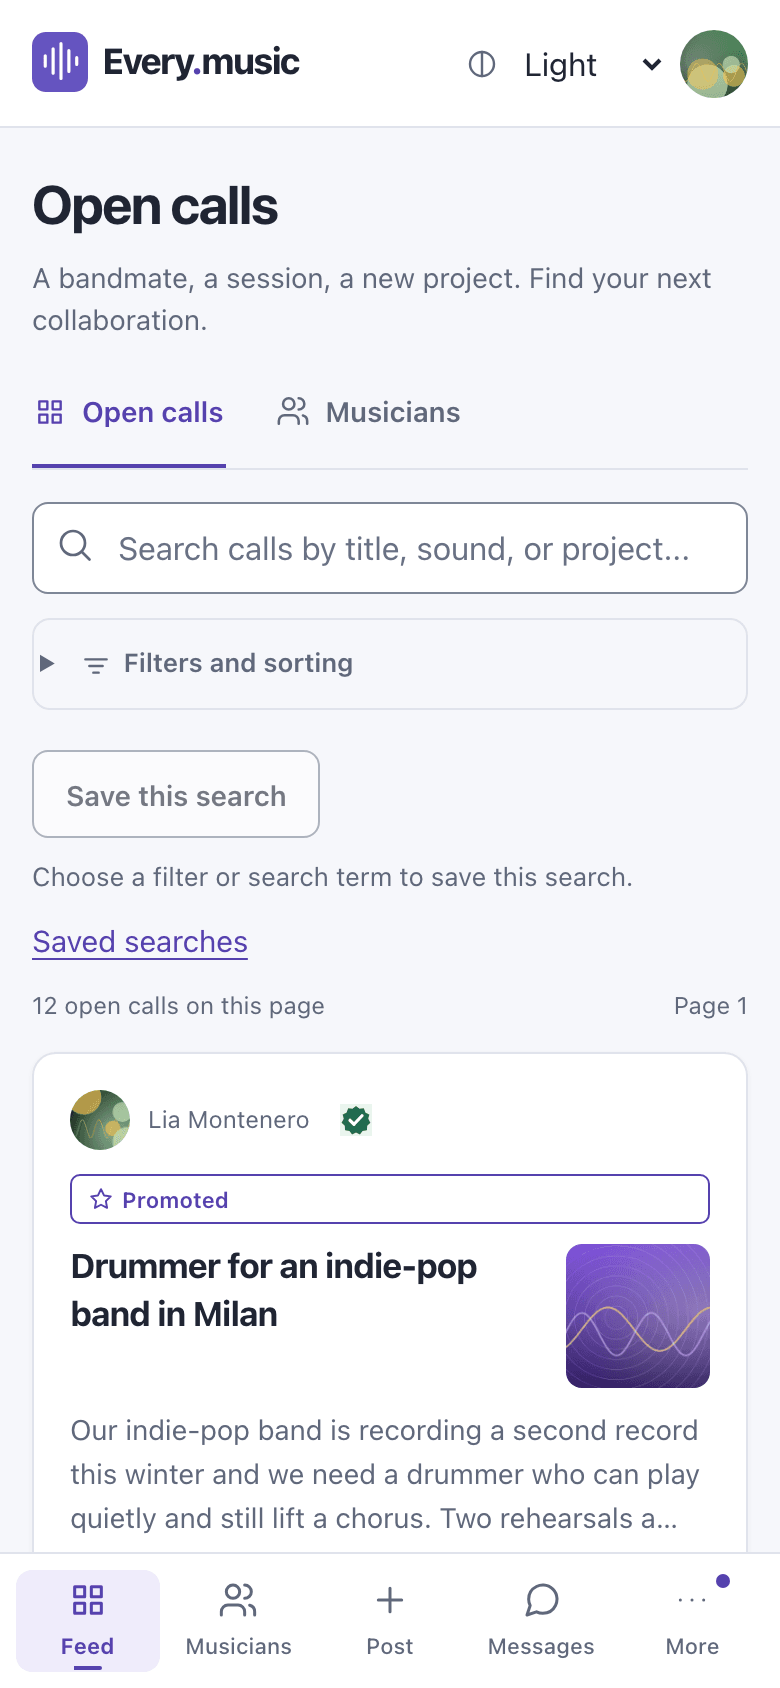 Every.music
Light
Open calls
A bandmate, a session, a new project. Find your next
collaboration.
Open calls
Musicians
Search calls by title, sound, or project...
Filters and sorting
Save this search
Choose a filter or search term to save this search.
Saved searches
12 open calls on this page
Page 1
Lia Montenero
Promoted
Drummer for an indie-pop
band in Milan
Our indie-pop band is recording a second record
this winter and we need a drummer who can play
quietly and still lift a chorus. Two rehearsals a...
Feed
Musicians
Post
Messages
More